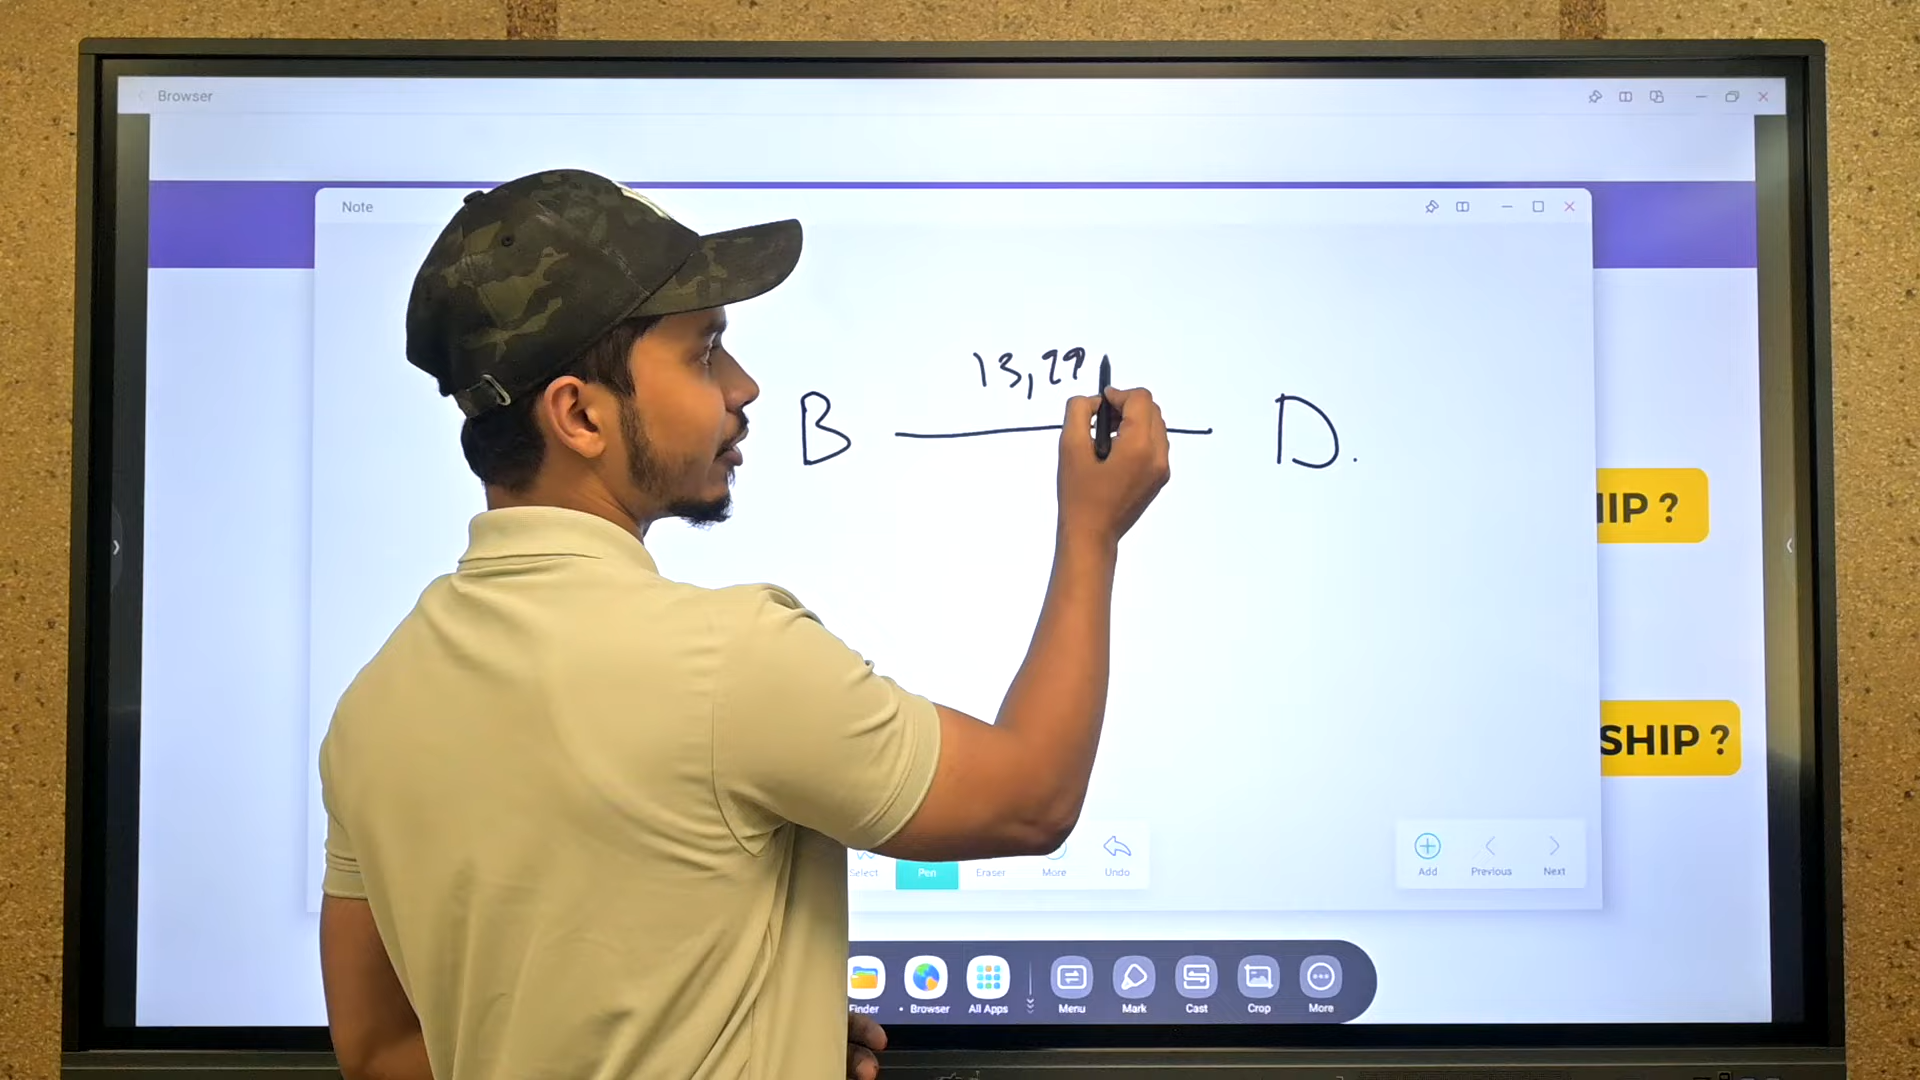 Browser
Note
13,29
B D.
IIP ?
SHIP ?
Select Pen Eraser More Undo
Add Previous Next
Finder • Browser All Apps Menu Mark Cast Crop More